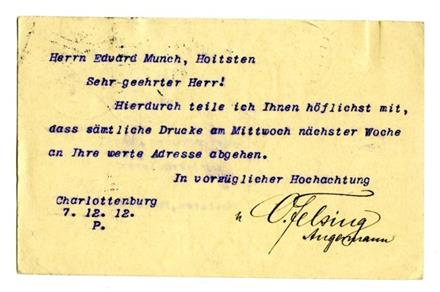 Herrn Edvard Munch, Hoitsten
Sehr geehrter Herr!
Hierdurch teile ich Ihnen höflichst mit,
dass sämtliche Drucke am Mittwoch nächster Woche
an Ihre werte Adresse abgehen.
In vorzüglicher Hochachtung
Charlottenburg
7. 12. 12.
P.
O. Felsing
Angermann